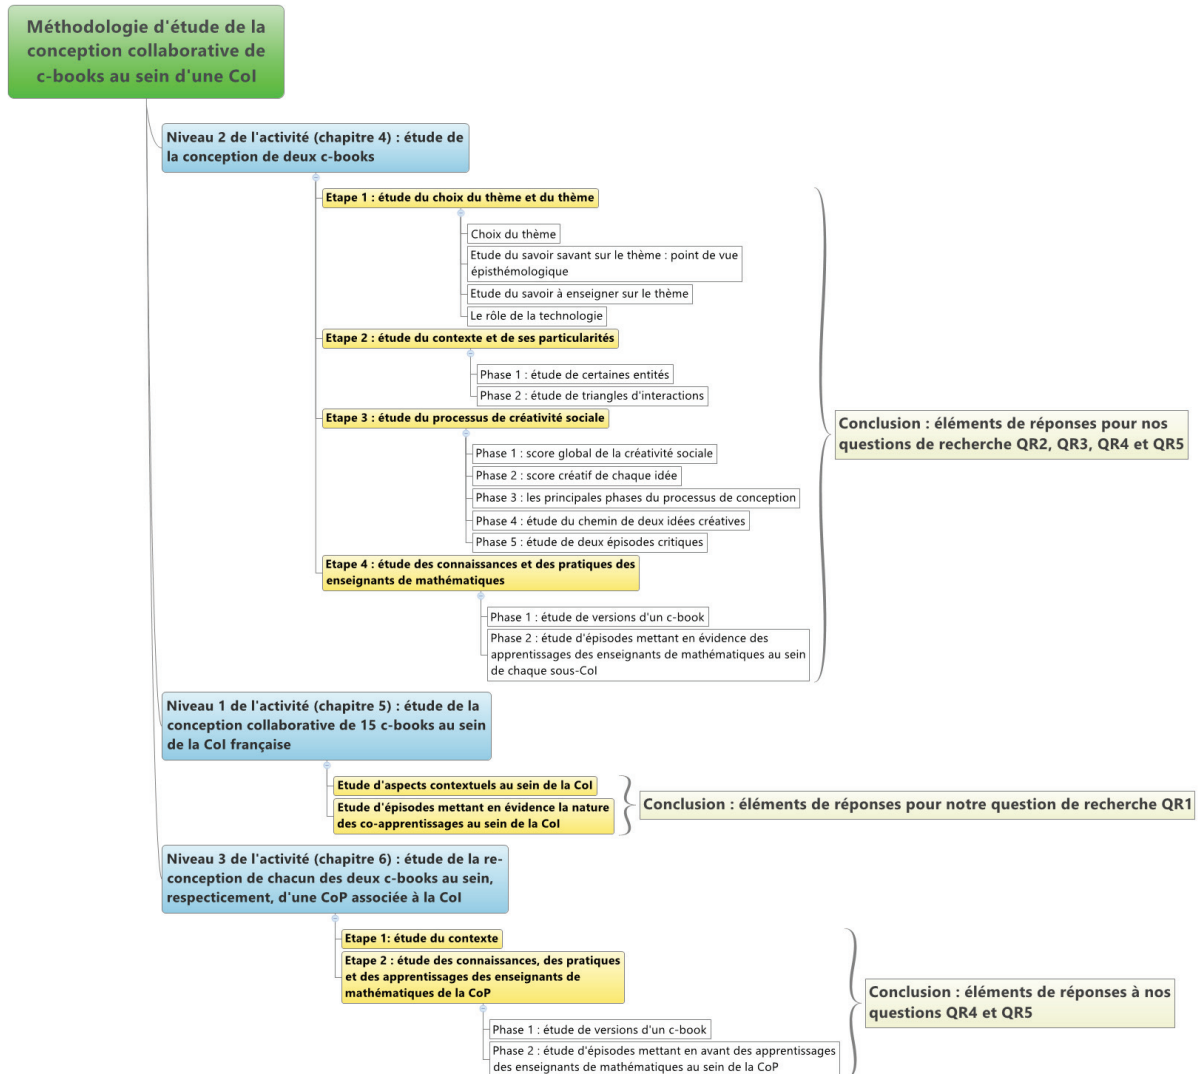 Méthodologie d'étude de la
conception collaborative de
c-books au sein d'une CoI
Niveau 2 de l'activité (chapitre 4) : étude de
la conception de deux c-books
Etape 1 : étude du choix du thème et du thème
Choix du thème
Etude du savoir savant sur le thème : point de vue
épisthémologique
Etude du savoir à enseigner sur le thème
Le rôle de la technologie
Etape 2 : étude du contexte et de ses particularités
Phase 1 : étude de certaines entités
Phase 2 : étude de triangles d'interactions
Etape 3 : étude du processus de créativité sociale
Phase 1 : score global de la créativité sociale
Phase 2 : score créatif de chaque idée
Phase 3 : les principales phases du processus de conception
Phase 4 : étude du chemin de deux idées créatives
Phase 5 : étude de deux épisodes critiques
Etape 4 : étude des connaissances et des pratiques des
enseignants de mathématiques
Phase 1 : étude de versions d'un c-book
Phase 2 : étude d'épisodes mettant en évidence des
apprentissages des enseignants de mathématiques au sein
de chaque sous-CoI
Conclusion : éléments de réponses pour nos
questions de recherche QR2, QR3, QR4 et QR5
Niveau 1 de l'activité (chapitre 5) : étude de la
conception collaborative de 15 c-books au sein
de la CoI française
Etude d'aspects contextuels au sein de la CoI
Etude d'épisodes mettant en évidence la nature
des co-apprentissages au sein de la CoI
Conclusion : éléments de réponses pour notre question de recherche QR1
Niveau 3 de l'activité (chapitre 6) : étude de la re-
conception de chacun des deux c-books au sein,
respecticement, d'une CoP associée à la CoI
Etape 1: étude du contexte
Etape 2 : étude des connaissances, des pratiques
et des apprentissages des enseignants de
mathématiques de la CoP
Phase 1 : étude de versions d'un c-book
Phase 2 : étude d'épisodes mettant en avant des apprentissages
des enseignants de mathématiques au sein de la CoP
Conclusion : éléments de réponses à nos
questions QR4 et QR5